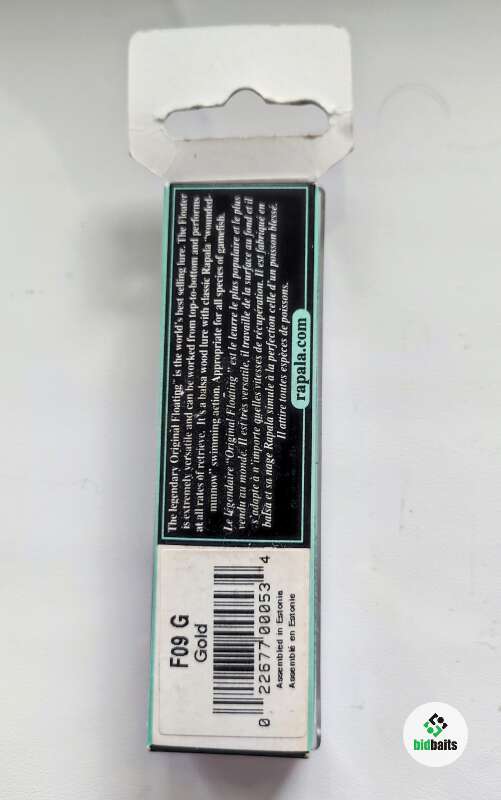 The legendary Original Floating™ is the world's best selling lure. The Floater
is extremely versatile and can be worked from top-to-bottom and performs
at all rates of retrieve. It's a balsa wood lure with classic Rapala "wounded-
minnow" swimming action. Appropriate for all species of gamefish.
Le légendaire "Original Floating" est le leurre le plus populaire et le plus
vendu au monde. Il est très versatile, il travaille de la surface au fond et il
s'adapte à n'importe quelles vitesses de récupération. Il est fabriqué en
balsa et sa nage Rapala simule à la perfection celle d'un poisson blessé.
Il attire toutes espèces de poissons.
rapala.com
F09 G
Gold
0 22677 00053 4
Assembled in Estonia
Assemblé en Estonie
bidbaits